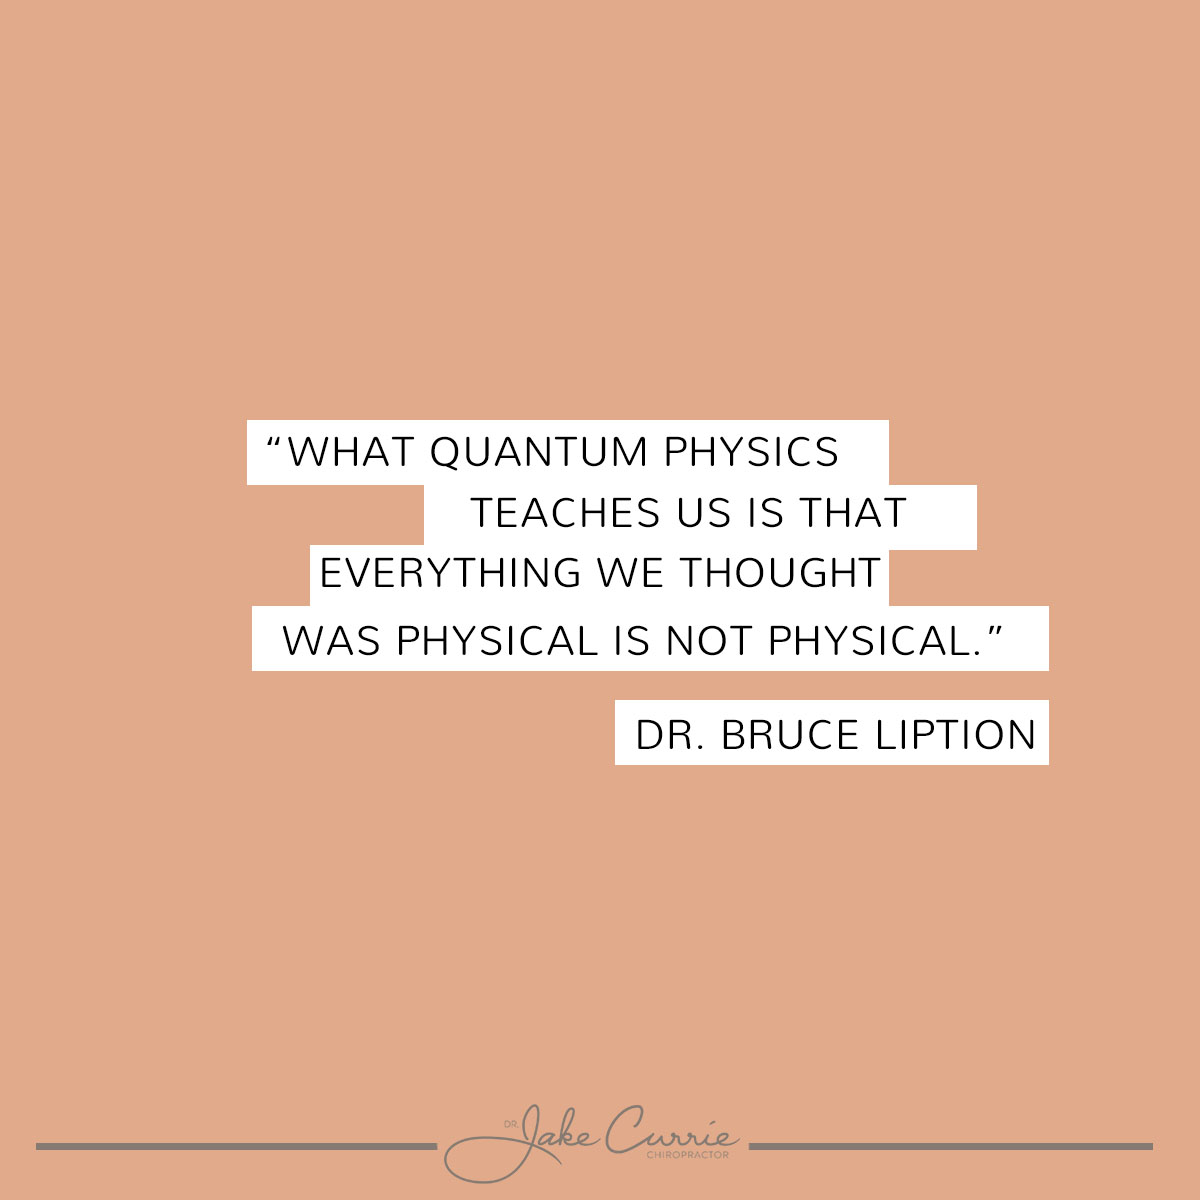 “WHAT QUANTUM PHYSICS
TEACHES US IS THAT
EVERYTHING WE THOUGHT
WAS PHYSICAL IS NOT PHYSICAL.”
DR. BRUCE LIPTION
DR. Jake Currie
CHIROPRACTOR